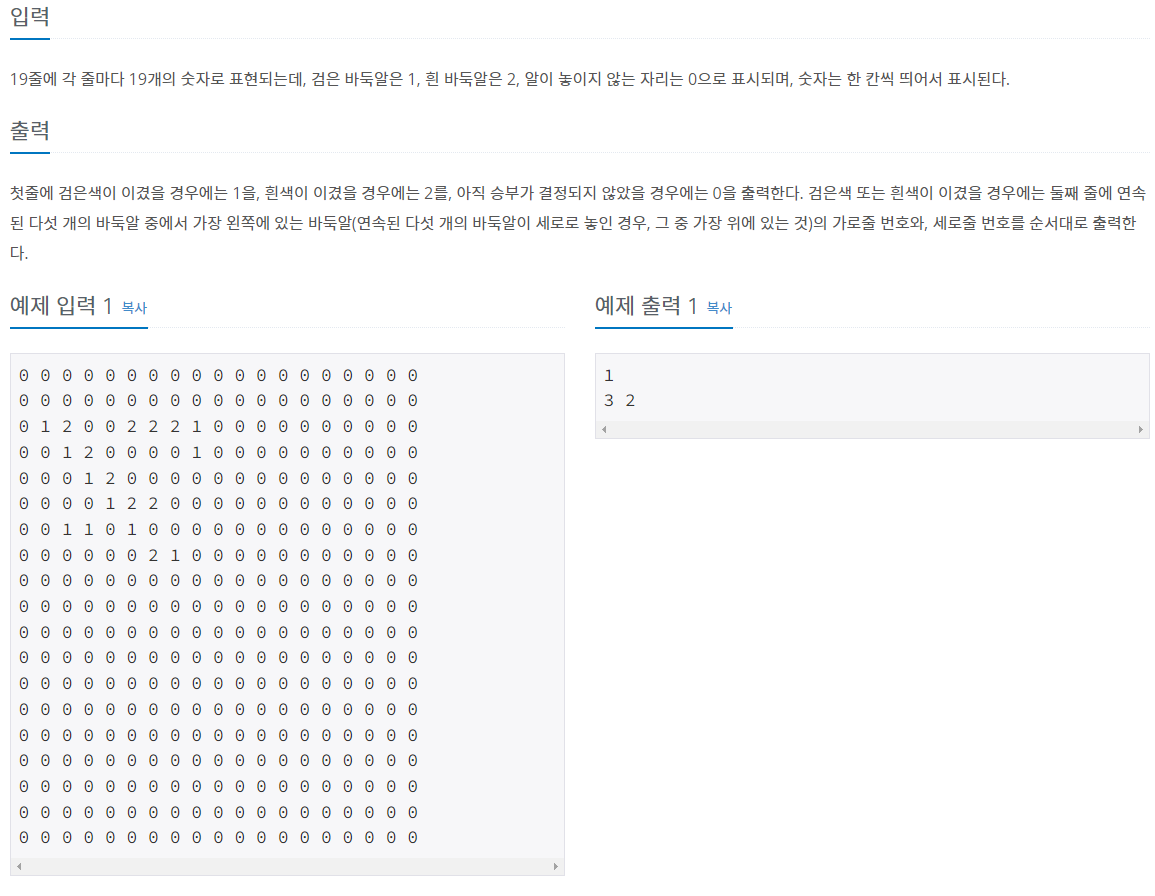 입력
19줄에 각 줄마다 19개의 숫자로 표현되는데, 검은 바둑알은 1, 흰 바둑알은 2, 알이 놓이지 않는 자리는 0으로 표시되며, 숫자는 한 칸씩 띄어서 표시된다.
출력
첫줄에 검은색이 이겼을 경우에는 1을, 흰색이 이겼을 경우에는 2를, 아직 승부가 결정되지 않았을 경우에는 0을 출력한다. 검은색 또는 흰색이 이겼을 경우에는 둘째 줄에 연속
된 다섯 개의 바둑알 중에서 가장 왼쪽에 있는 바둑알(연속된 다섯 개의 바둑알이 세로로 놓인 경우, 그 중 가장 위에 있는 것)의 가로줄 번호와, 세로줄 번호를 순서대로 출력한
다.
예제 입력 1 복사
0 0 0 0 0 0 0 0 0 0 0 0 0 0 0 0 0 0 0
0 0 0 0 0 0 0 0 0 0 0 0 0 0 0 0 0 0 0
0 1 2 0 0 2 2 2 1 0 0 0 0 0 0 0 0 0 0
0 0 1 2 0 0 0 0 1 0 0 0 0 0 0 0 0 0 0
0 0 0 1 2 0 0 0 0 0 0 0 0 0 0 0 0 0 0
0 0 0 0 1 2 2 0 0 0 0 0 0 0 0 0 0 0 0
0 0 1 1 0 1 0 0 0 0 0 0 0 0 0 0 0 0 0
0 0 0 0 0 0 2 1 0 0 0 0 0 0 0 0 0 0 0
0 0 0 0 0 0 0 0 0 0 0 0 0 0 0 0 0 0 0
0 0 0 0 0 0 0 0 0 0 0 0 0 0 0 0 0 0 0
0 0 0 0 0 0 0 0 0 0 0 0 0 0 0 0 0 0 0
0 0 0 0 0 0 0 0 0 0 0 0 0 0 0 0 0 0 0
0 0 0 0 0 0 0 0 0 0 0 0 0 0 0 0 0 0 0
0 0 0 0 0 0 0 0 0 0 0 0 0 0 0 0 0 0 0
0 0 0 0 0 0 0 0 0 0 0 0 0 0 0 0 0 0 0
0 0 0 0 0 0 0 0 0 0 0 0 0 0 0 0 0 0 0
0 0 0 0 0 0 0 0 0 0 0 0 0 0 0 0 0 0 0
0 0 0 0 0 0 0 0 0 0 0 0 0 0 0 0 0 0 0
0 0 0 0 0 0 0 0 0 0 0 0 0 0 0 0 0 0 0
예제 출력 1 복사
1
3 2